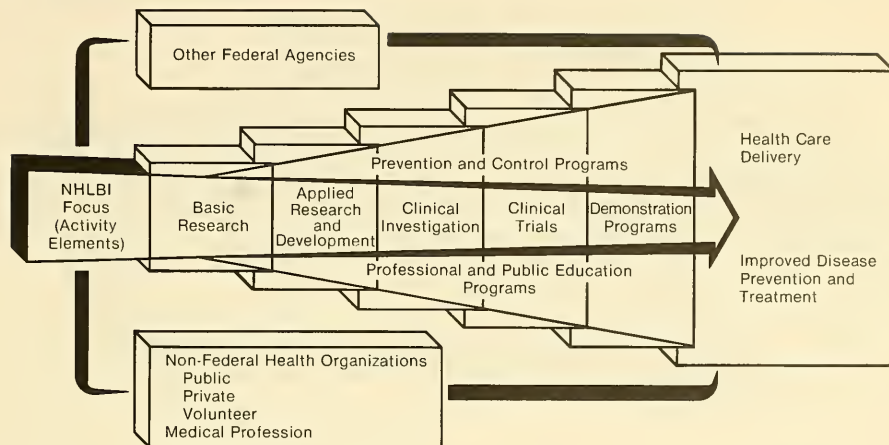 Other Federal Agencies
NHLBI
Focus
(Activity
Elements)
Basic
Research
Prevention and Control Programs
Applied
Research
and
Development
Clinical
Investigation
Clinical
Trials
Demonstration
Programs
Professional and Public Education
Programs
Health Care
Delivery
Improved Disease
Prevention and
Treatment
Non-Federal Health Organizations
Public
Private
Volunteer
Medical Profession